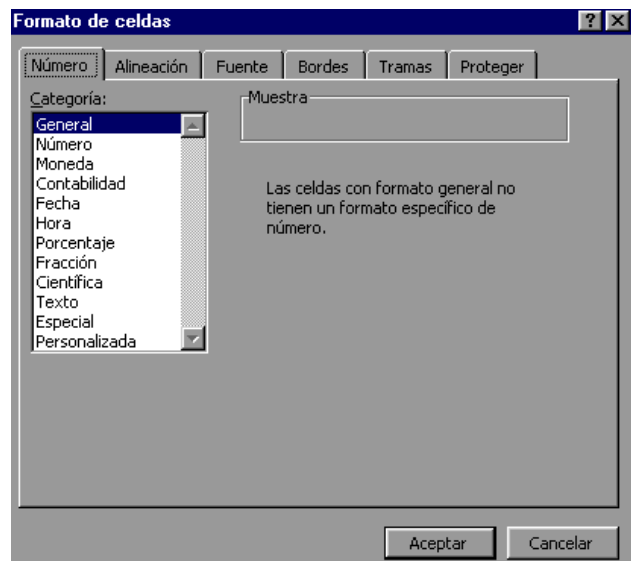 Formato de celdas
Número Alineación Fuente Bordes Tramas Proteger
Categoría:
General
Número
Moneda
Contabilidad
Fecha
Hora
Porcentaje
Fracción
Científica
Texto
Especial
Personalizada
Muestra
Las celdas con formato general no
tienen un formato específico de
número.
Aceptar Cancelar